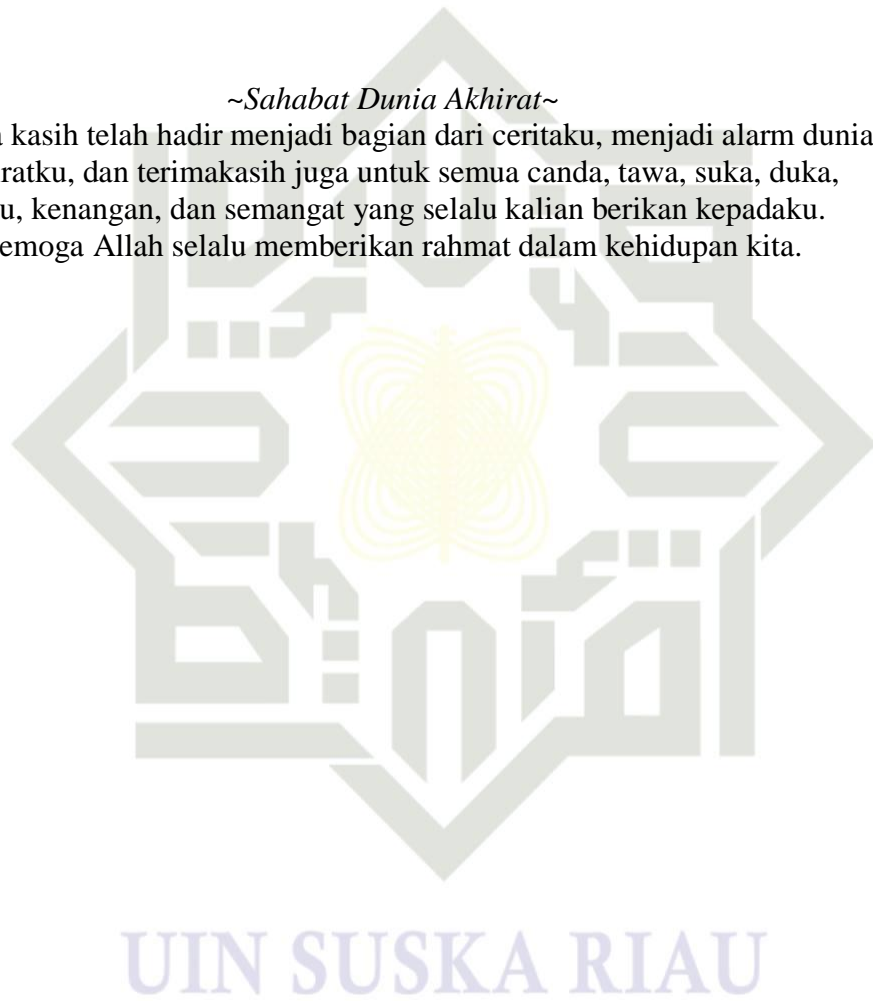 ~Sahabat Dunia Akhirat~
kasih telah hadir menjadi bagian dari ceritaku, menjadi alarm dunia
ratku, dan terimakasih juga untuk semua canda, tawa, suka, duka,
u, kenangan, dan semangat yang selalu kalian berikan kepadaku.
emoga Allah selalu memberikan rahmat dalam kehidupan kita.
UIN SUSKA RIAU